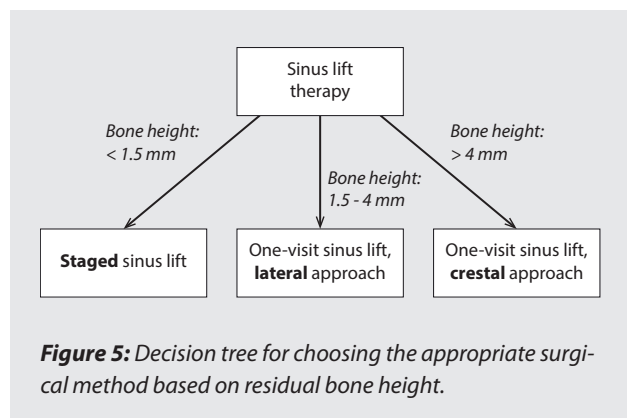 Sinus lift
therapy
Bone height:
< 1.5 mm
Bone height:
1.5 - 4 mm
Bone height:
> 4 mm
Staged sinus lift
One-visit sinus lift,
lateral approach
One-visit sinus lift,
crestal approach
Figure 5: Decision tree for choosing the appropriate surgi-
cal method based on residual bone height.